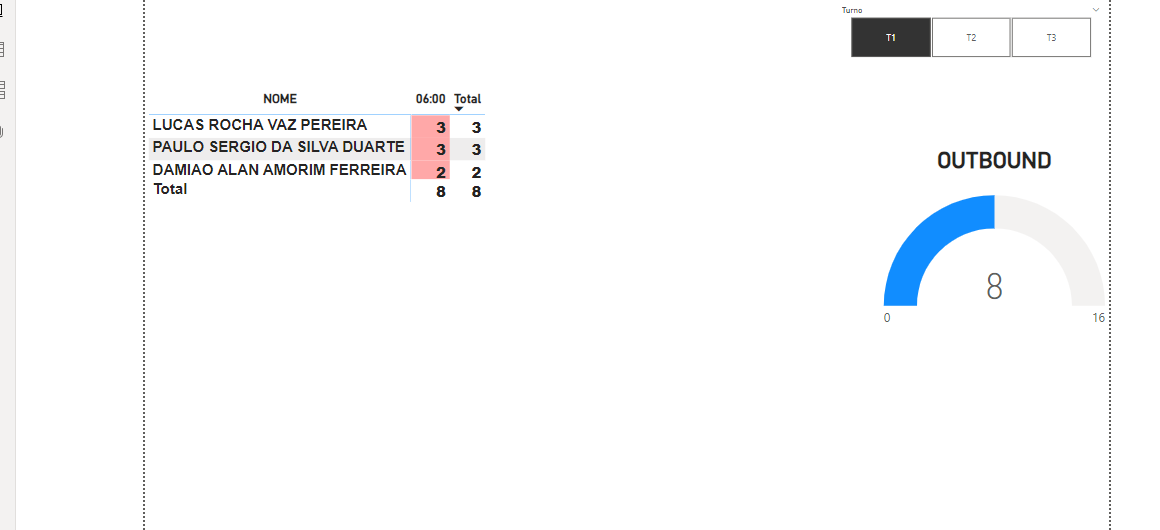 Turno
T1 T2 T3
NOME 06:00 Total
LUCAS ROCHA VAZ PEREIRA 3 3
PAULO SERGIO DA SILVA DUARTE 3 3
DAMIAO ALAN AMORIM FERREIRA 2 2
Total 8 8
OUTBOUND
8
0 16